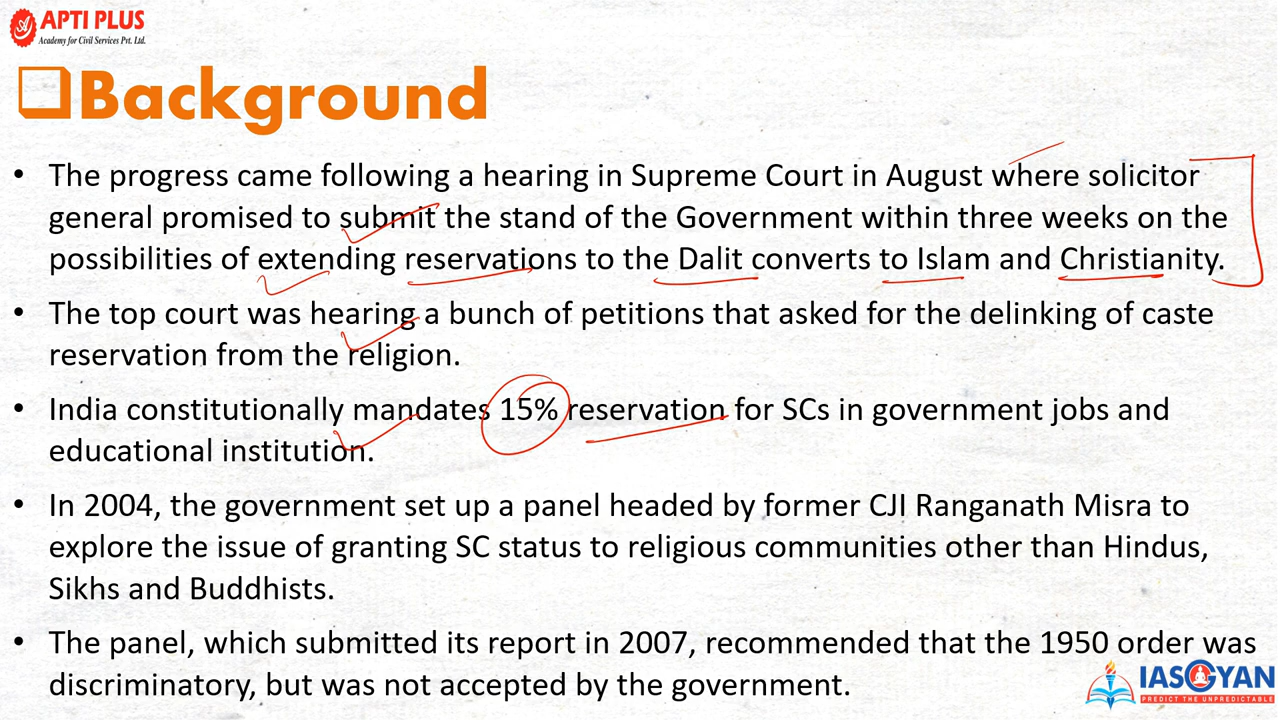 APTI PLUS
Academy for Civil Services Pvt. Ltd.
Background
• The progress came following a hearing in Supreme Court in August where solicitor
general promised to submit the stand of the Government within three weeks on the
possibilities of extending reservations to the Dalit converts to Islam and Christianity.
• The top court was hearing a bunch of petitions that asked for the delinking of caste
reservation from the religion.
• India constitutionally mandates 15% reservation for SCs in government jobs and
educational institution.
• In 2004, the government set up a panel headed by former CJI Ranganath Misra to
explore the issue of granting SC status to religious communities other than Hindus,
Sikhs and Buddhists.
• The panel, which submitted its report in 2007, recommended that the 1950 order was
discriminatory, but was not accepted by the government.
IASGYAN
PREDICT THE UNPREDICTABLE